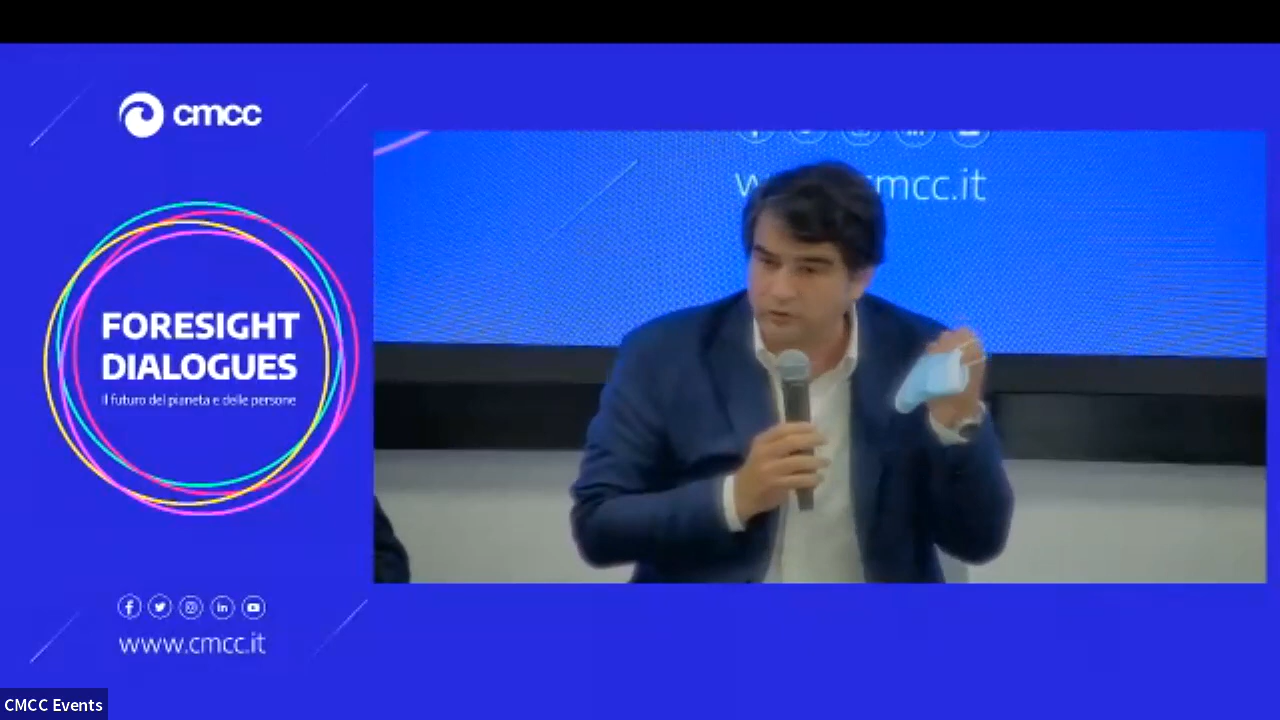 cmcc
FORESIGHT
DIALOGUES
Il futuro del pianeta e delle persone
www.cmcc.it
cmcc.it
CMCC Events